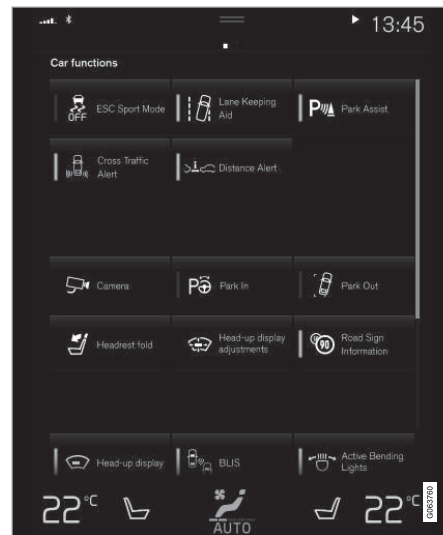 13:45
Car functions
OFF
ESC Sport Mode
Lane Keeping
Aid
P
Park Assist
Cross Traffic
Alert
Distance Alert
Camera
P
Park In
Park Out
Headrest fold
Head-up display
adjustments
90
Road Sign
Information
Head-up display
BLIS
Active Bending
Lights
22°C
AUTO
22°C
G063760